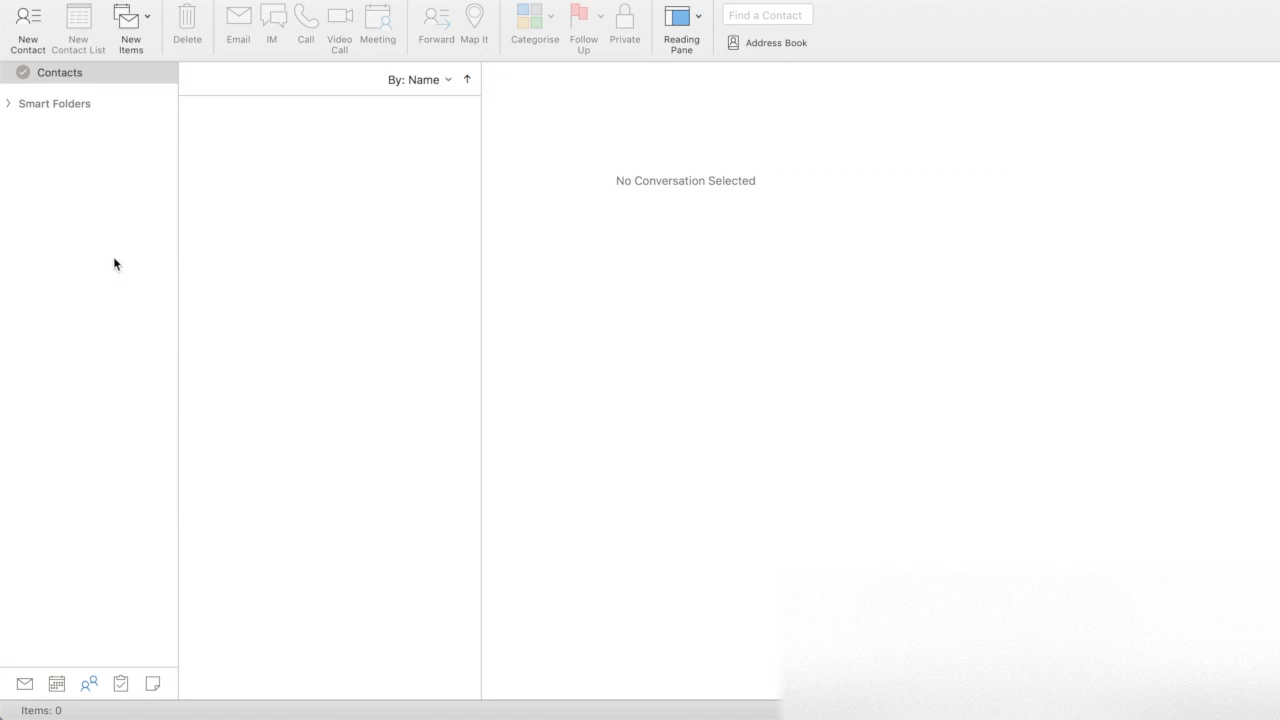 New Contact
New Contact List
New Items
Delete
Email
IM
Call
Video Call
Meeting
Forward
Map It
Categorise
Follow Up
Private
Reading Pane
Find a Contact
Address Book
Contacts
By: Name
Smart Folders
No Conversation Selected
Items: 0